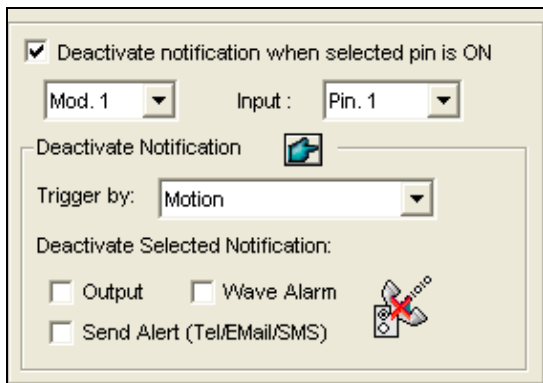 Deactivate notification when selected pin is ON
Mod. 1 Input : Pin. 1
Deactivate Notification
Trigger by: Motion
Deactivate Selected Notification:
Output Wave Alarm
Send Alert (Tel/EMail/SMS)